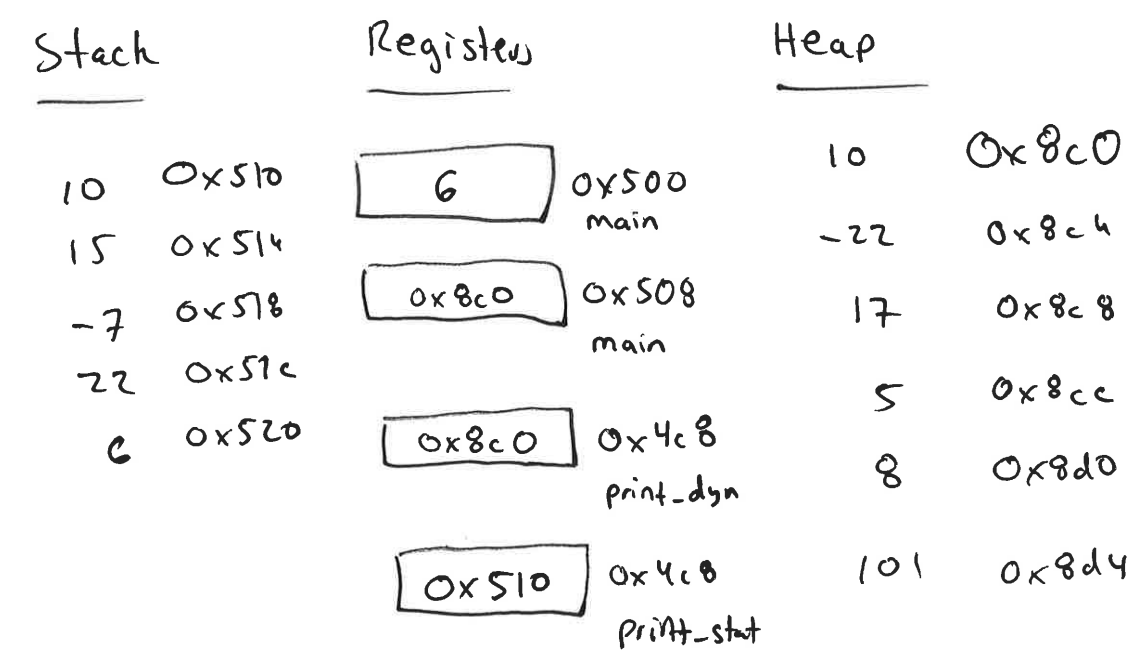 Stack
10 0x510
15 0x514
-7 0x518
22 0x51c
6 0x520
Registers
6 0x500
main
0x8c0 0x508
main
0x8c0 0x4c8
print_dyn
0x510 0x4c8
print_stat
Heap
10 0x8c0
-22 0x8c4
17 0x8c8
5 0x8cc
8 0x8d0
101 0x8d4